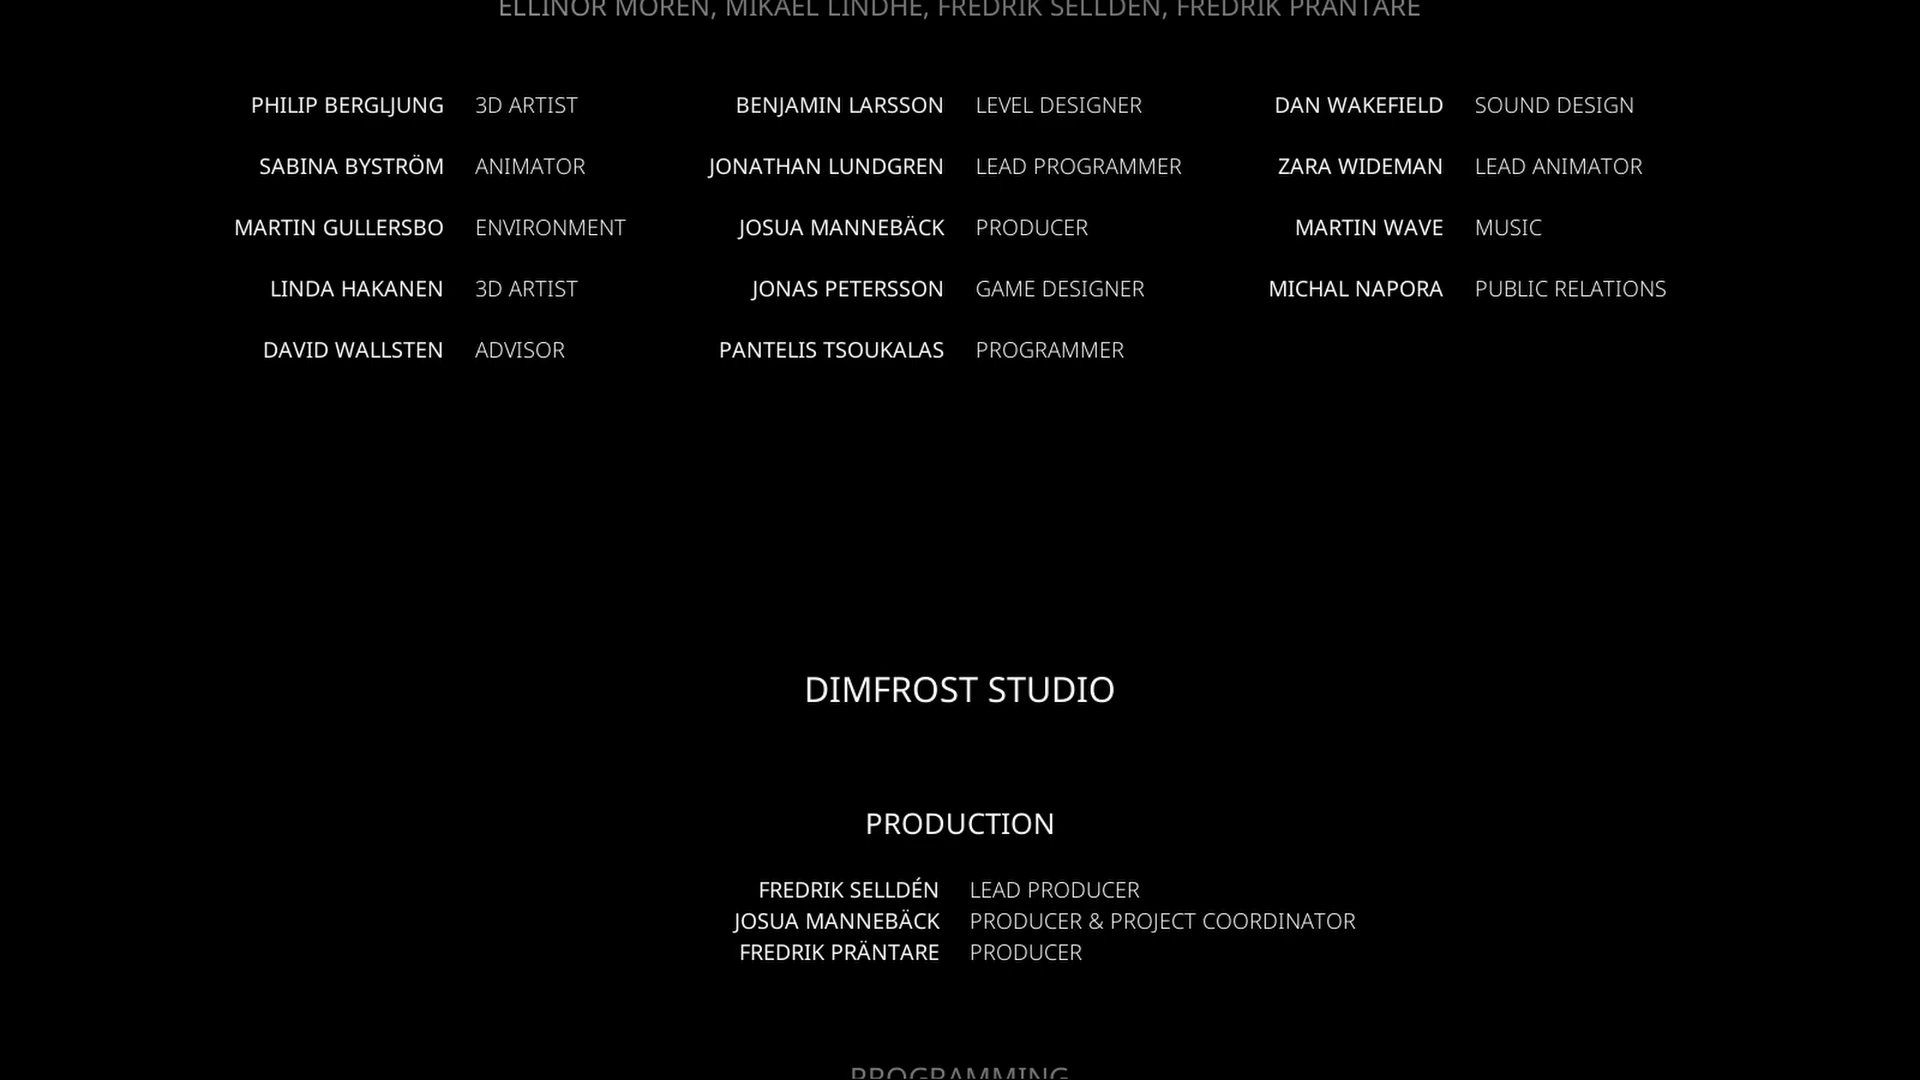 ELLINOR MORÉN, MIKAEL LINDHE, FREDRIK SELLDÉN, FREDRIK PRÄNTARE
PHILIP BERGLJUNG 3D ARTIST BENJAMIN LARSSON LEVEL DESIGNER DAN WAKEFIELD SOUND DESIGN
SABINA BYSTRÖM ANIMATOR JONATHAN LUNDGREN LEAD PROGRAMMER ZARA WIDEMAN LEAD ANIMATOR
MARTIN GULLERSBO ENVIRONMENT JOSUA MANNEBÄCK PRODUCER MARTIN WAVE MUSIC
LINDA HAKANEN 3D ARTIST JONAS PETERSSON GAME DESIGNER MICHAL NAPORA PUBLIC RELATIONS
DAVID WALLSTEN ADVISOR PANTELIS TSOUKALAS PROGRAMMER
DIMFROST STUDIO
PRODUCTION
FREDRIK SELLDÉN LEAD PRODUCER
JOSUA MANNEBÄCK PRODUCER & PROJECT COORDINATOR
FREDRIK PRÄNTARE PRODUCER
PROGRAMMING